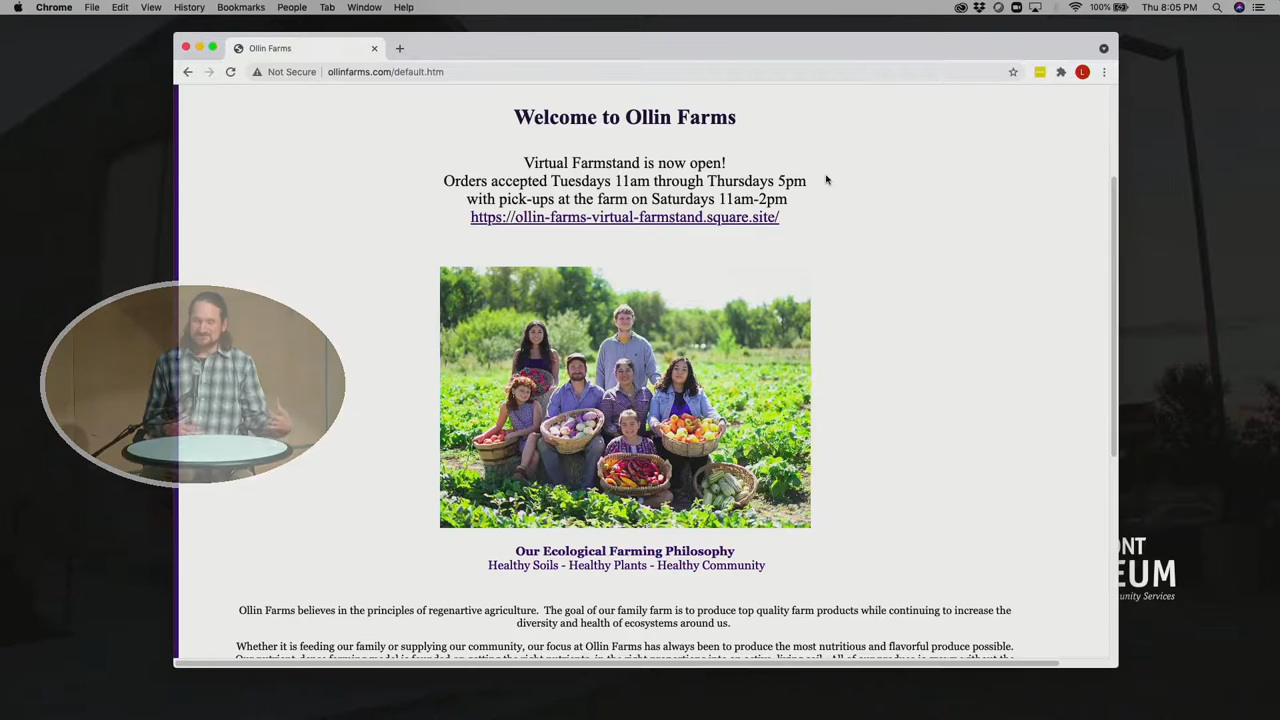 Chrome File Edit View History Bookmarks People Tab Window Help 100% Thu 8:05 PM
Ollin Farms
Not Secure ollinfarms.com/default.htm L
Welcome to Ollin Farms
Virtual Farmstand is now open!
Orders accepted Tuesdays 11am through Thursdays 5pm
with pick-ups at the farm on Saturdays 11am-2pm
https://ollin-farms-virtual-farmstand.square.site/
Our Ecological Farming Philosophy
Healthy Soils - Healthy Plants - Healthy Community
Ollin Farms believes in the principles of regenartive agriculture. The goal of our family farm is to produce top quality farm products while continuing to increase the
diversity and health of ecosystems around us.
Whether it is feeding our family or supplying our community, our focus at Ollin Farms has always been to produce the most nutritious and flavorful produce possible.